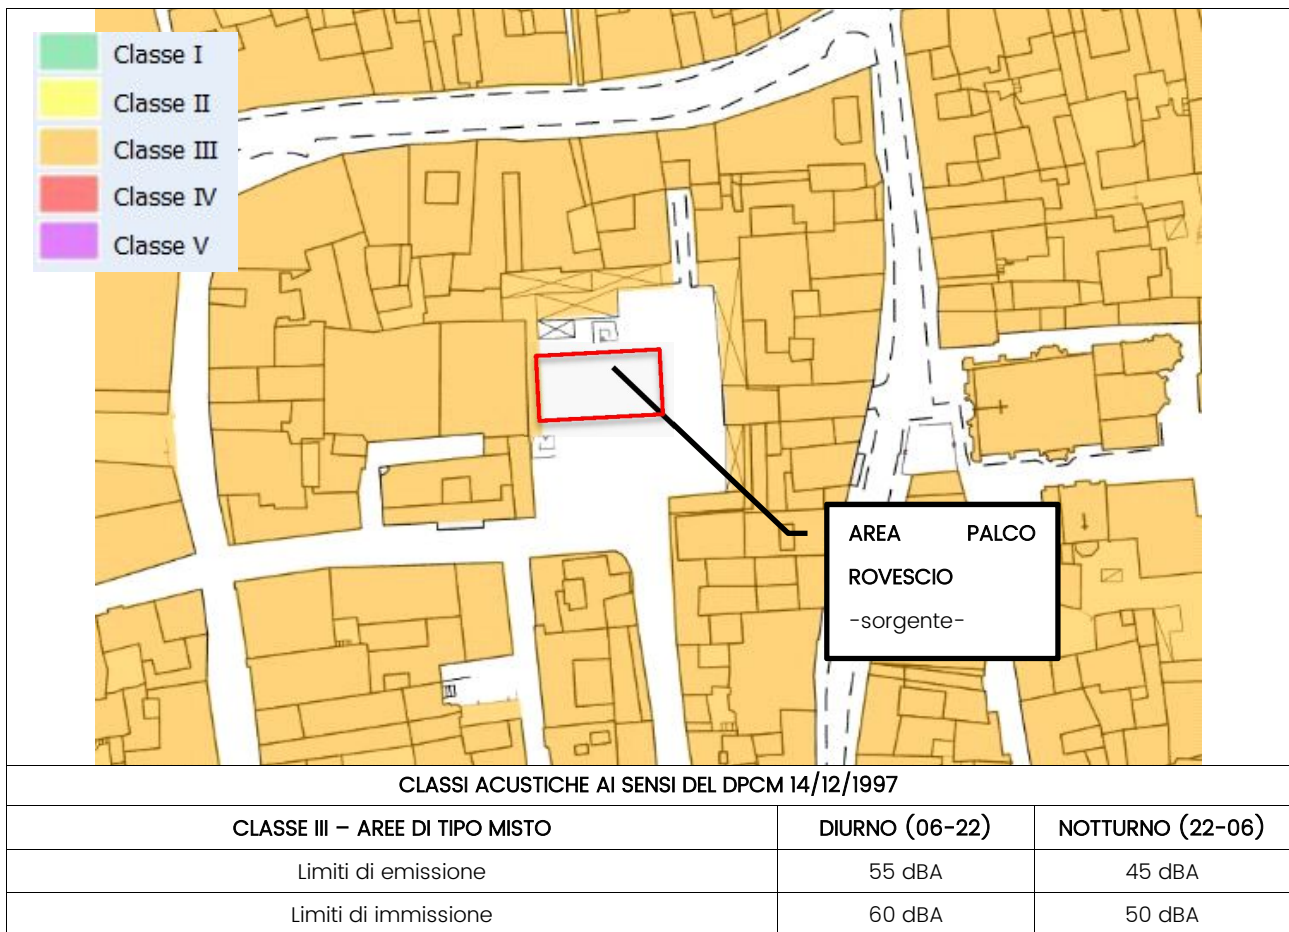 Classe I
Classe II
Classe III
Classe IV
Classe V
AREA PALCO
ROVESCIO
-sorgente-
CLASSI ACUSTICHE AI SENSI DEL DPCM 14/12/1997
CLASSE III – AREE DI TIPO MISTO DIURNO (06-22) NOTTURNO (22-06)
Limiti di emissione 55 dBA 45 dBA
Limiti di immissione 60 dBA 50 dBA